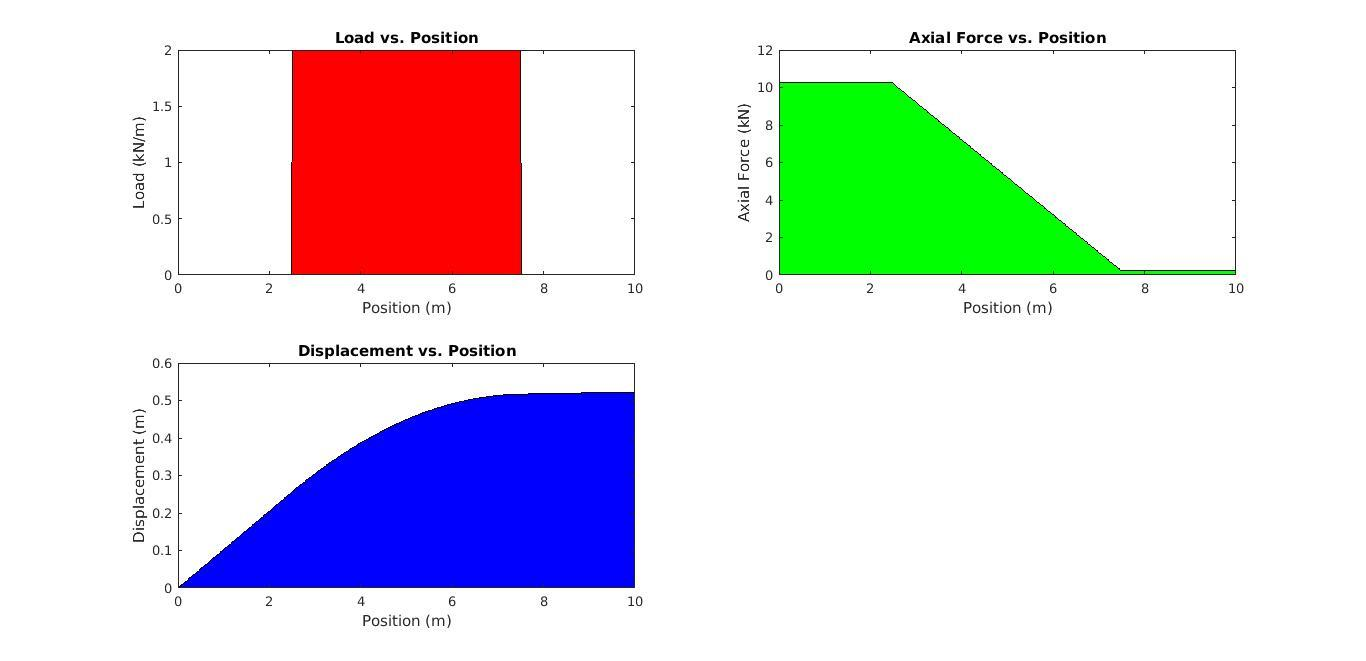 Load vs. Position
2
1.5
1
0.5
0
Load (kN/m)
0 2 4 6 8 10
Position (m)
Axial Force vs. Position
12
10
8
6
4
2
0
Axial Force (kN)
0 2 4 6 8 10
Position (m)
Displacement vs. Position
0.6
0.5
0.4
0.3
0.2
0.1
0
Displacement (m)
0 2 4 6 8 10
Position (m)